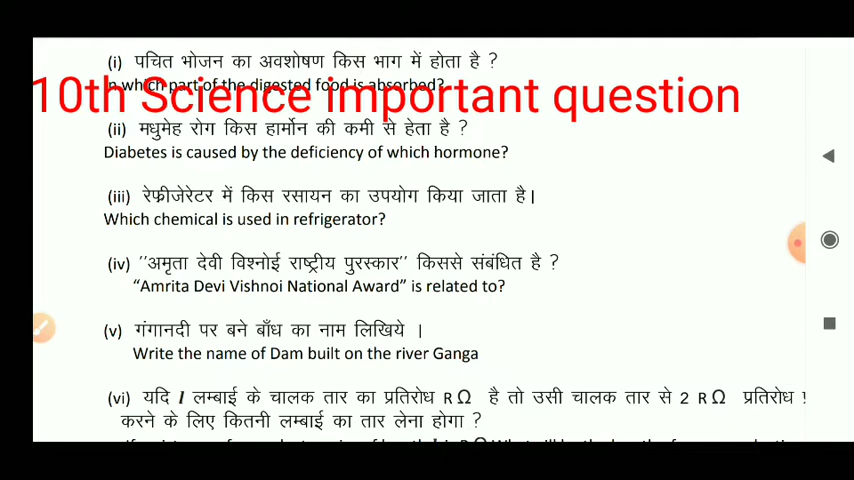 (i) पचित भोजन का अवशोषण किस भाग में होता है ?
n which part of the digested food is absorbed?
10th Science important question
(ii) मधुमेह रोग किस हार्मोन की कमी से हेता है ?
Diabetes is caused by the deficiency of which hormone?
(iii) रेफ्रीजेरेटर में किस रसायन का उपयोग किया जाता है।
Which chemical is used in refrigerator?
(iv) ''अमृता देवी विश्नोई राष्ट्रीय पुरस्कार'' किससे संबंधित है ?
“Amrita Devi Vishnoi National Award” is related to?
(v) गंगानदी पर बने बाँध का नाम लिखिये ।
Write the name of Dam built on the river Ganga
(vi) यदि l लम्बाई के चालक तार का प्रतिरोध R Ω है तो उसी चालक तार से 2 R Ω प्रतिरोध
करने के लिए कितनी लम्बाई का तार लेना होगा ?